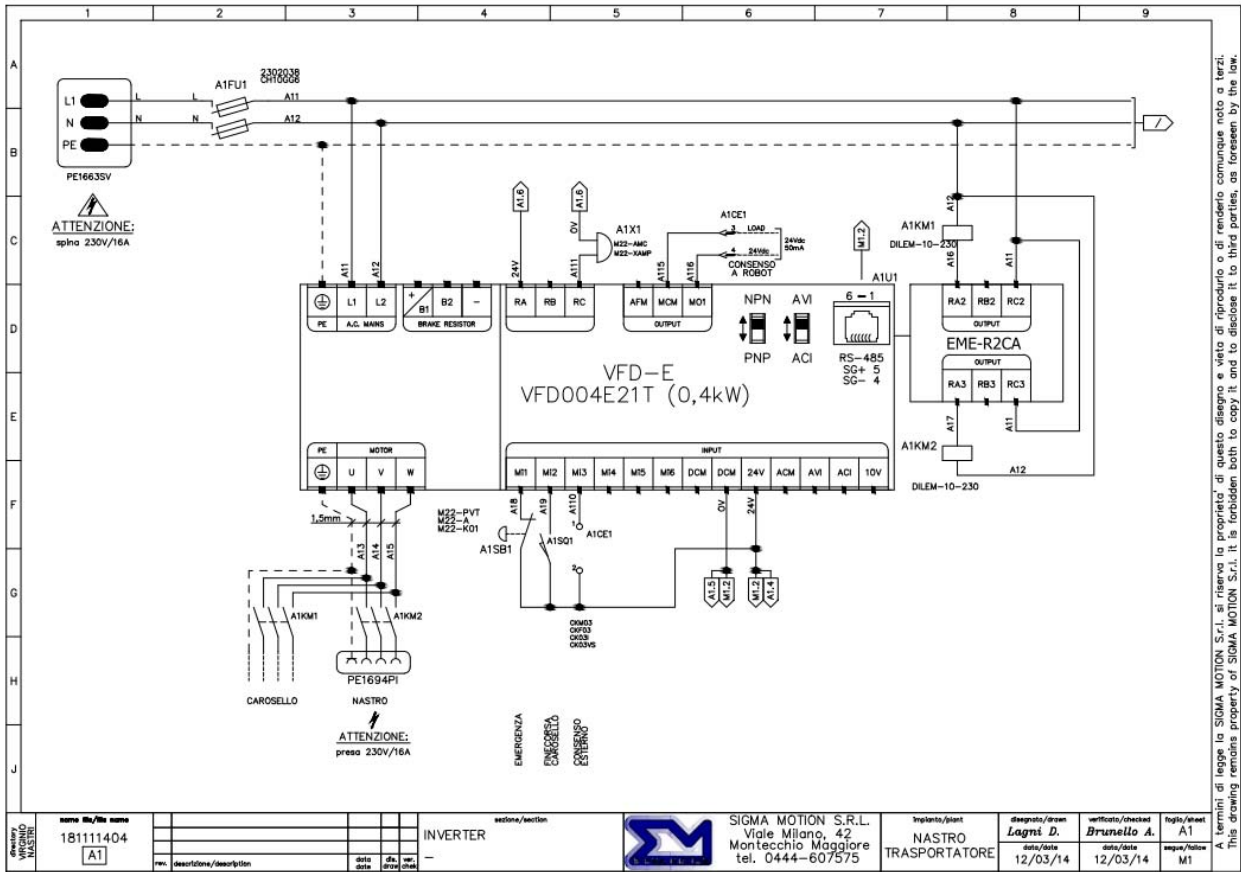 1 2 3 4 5 6 7 8 9
A
B
C
D
E
F
G
H
J
L1
N
PE
PE1663SV
ATTENZIONE:
spina 230V/16A
L L
N N
A1FU1
2302038
CH10GG6
A11
A12
A11
A12
A1.6
A1.6
24V
0V
A111
A1X1
M22-AMC
M22-XAMP
A1CE1
3 LOAD
4 24Vdc
24Vdc
50mA
CONSENSO
A ROBOT
A115
A116
M1.2
A1U1
A12
A1KM1
DILEM-10-230
A16
A11
PE
L1 L2
A.C. MAINS
+ B1 B2 -
BRAKE RESISTOR
RA RB RC
AFM MCM MO1
OUTPUT
NPN
PNP
AVI
ACI
6 - 1
RS-485
SG+ 5
SG- 4
RA2 RB2 RC2
OUTPUT
EME-R2CA
OUTPUT
RA3 RB3 RC3
A17
A11
A1KM2
A12
DILEM-10-230
VFD-E
VFD004E21T (0,4kW)
PE
MOTOR
U V W
INPUT
MI1 MI2 MI3 MI4 MI5 MI6 DCM DCM 24V ACM AVI ACI 10V
1,5mm
A13
A14
A15
M22-PVT
M22-A
M22-K01
A1SB1
A18
A19
A110
A1SQ1
1
A1CE1
2
0V
24V
A1.5
M1.2
M1.2
A1.4
CKM03
CKF03
CK03I
CK03VS
A1KM1
A1KM2
PE1694PI
CAROSELLO
NASTRO
ATTENZIONE:
presa 230V/16A
EMERGENZA
FINECORSA
CAROSELLO
CONSENSO
ESTERNO
directory
VIRGINIO
NASTRI
name file/file name
181111404
A1
rev. descrizione/description
data
date
dis.
draw
ver.
chek
sezione/section
INVERTER
-
SIGMA MOTION S.R.L.
Viale Milano, 42
Montecchio Maggiore
tel. 0444-607575
impianto/plant
NASTRO
TRASPORTATORE
disegnato/drawn
Lagni D.
data/date
12/03/14
verificato/checked
Brunello A.
data/date
12/03/14
foglio/sheet
A1
segue/follow
M1
A termini di legge la SIGMA MOTION S.r.l. si riserva la proprieta' di questo disegno e vieta di riprodurlo o di renderlo comunque noto a terzi.
This drawing remains property of SIGMA MOTION S.r.l. it is forbidden both to copy it and to disclose it to third parties, as foreseen by the law.